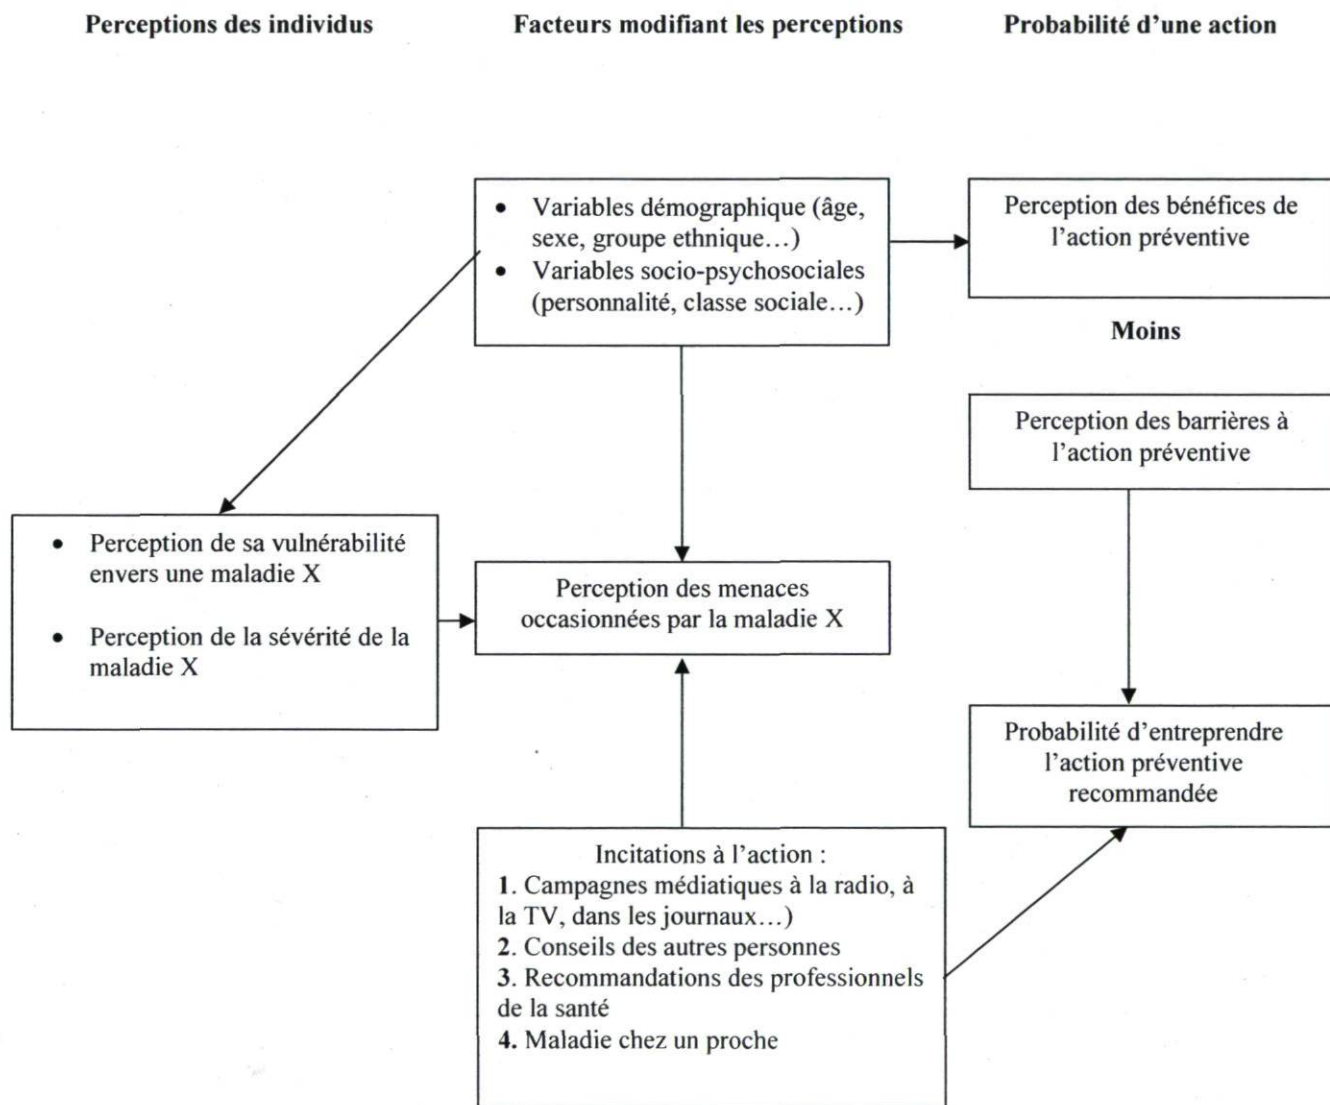 Perceptions des individus
Facteurs modifiant les perceptions
Probabilité d’une action
• Variables démographique (âge,
sexe, groupe ethnique…)
• Variables socio-psychosociales
(personnalité, classe sociale…)
Perception des bénéfices de
l’action préventive
Moins
Perception des barrières à
l’action préventive
• Perception de sa vulnérabilité
envers une maladie X
• Perception de la sévérité de la
maladie X
Perception des menaces
occasionnées par la maladie X
Probabilité d’entreprendre
l’action préventive
recommandée
Incitations à l’action :
1. Campagnes médiatiques à la radio, à
la TV, dans les journaux…)
2. Conseils des autres personnes
3. Recommandations des professionnels
de la santé
4. Maladie chez un proche